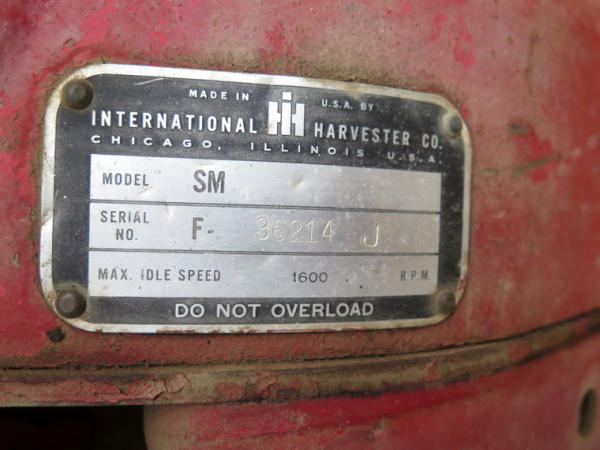 MADE IN U.S.A. BY
INTERNATIONAL IH HARVESTER CO.
CHICAGO, ILLINOIS U.S.A.
MODEL SM
SERIAL NO. F- 36214 J
MAX. IDLE SPEED 1600 R.P.M.
DO NOT OVERLOAD